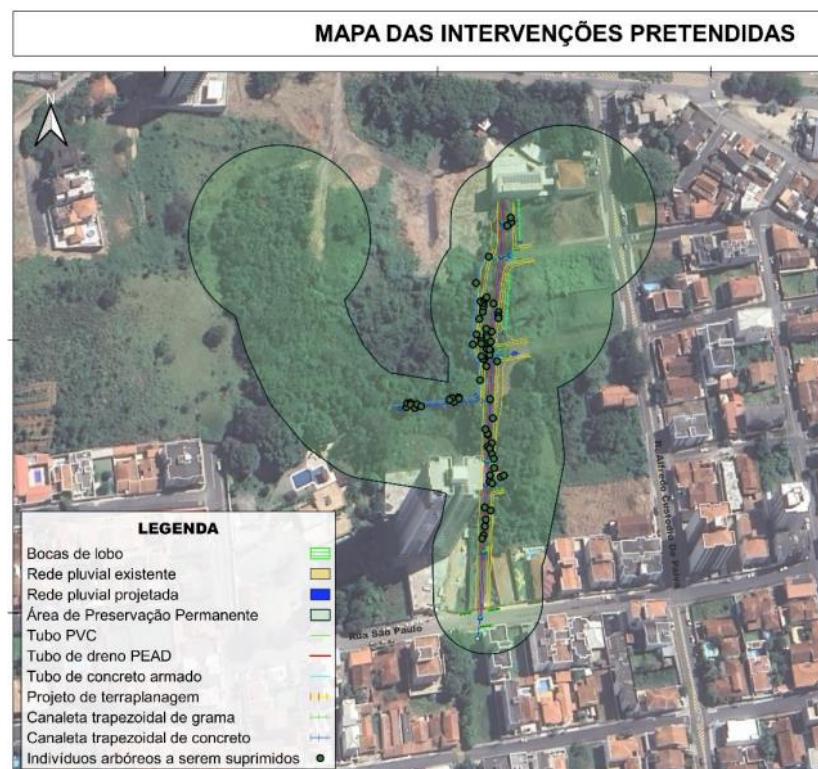 MAPA DAS INTERVENÇÕES PRETENDIDAS
N
R. Alfredo Custódio De Paiva
LEGENDA
Bocas de lobo
Rede pluvial existente
Rede pluvial projetada
Área de Preservação Permanente
Tubo PVC
Tubo de dreno PEAD
Tubo de concreto armado
Projeto de terraplanagem
Canaleta trapezoidal de grama
Canaleta trapezoidal de concreto
Indivíduos arbóreos a serem suprimidos
Rua São Paulo